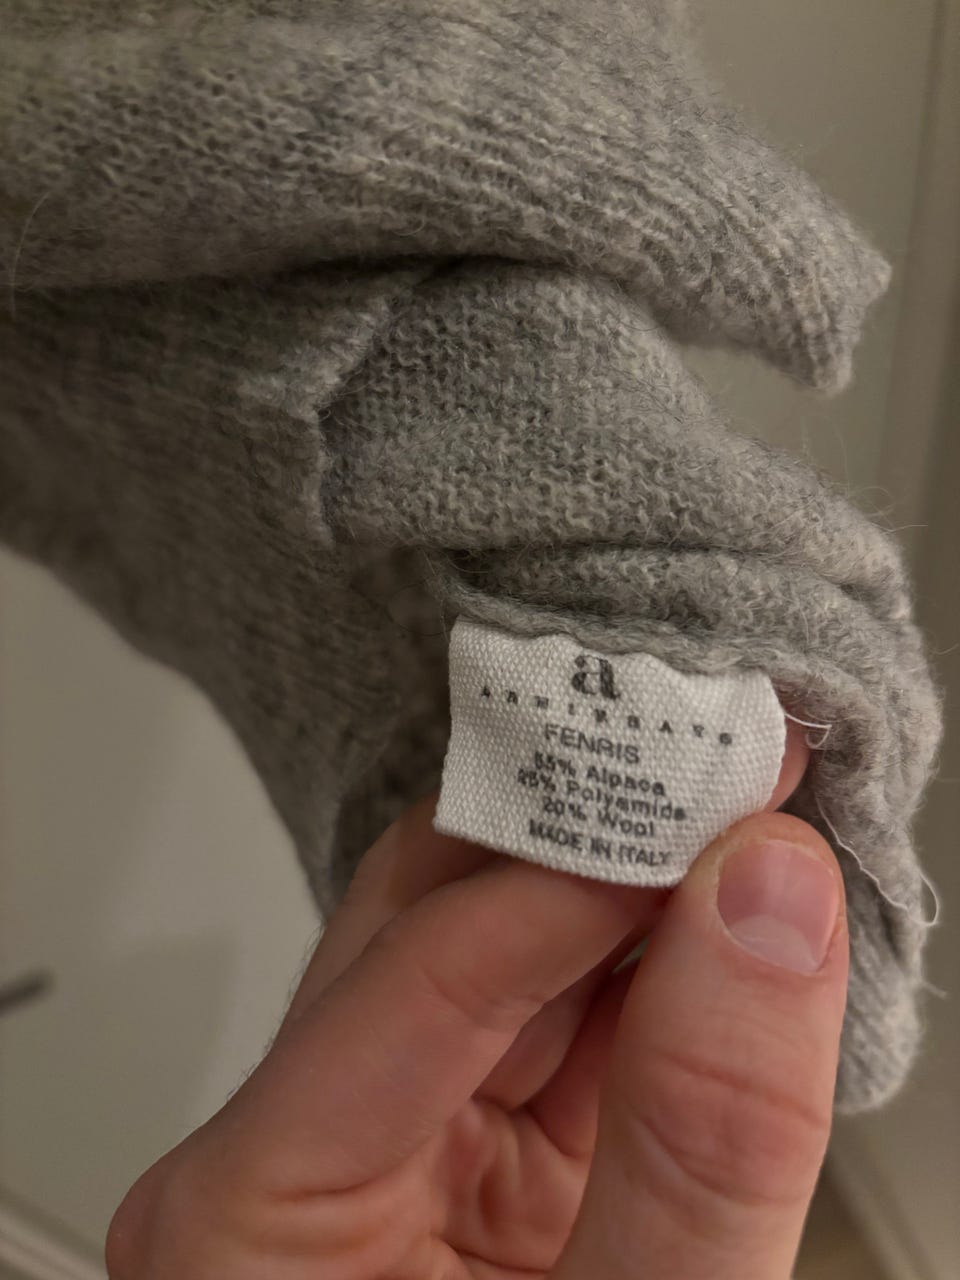 a
FENRIS
55% Alpaca
25% Polyamide
20% Wool
MADE IN ITALY